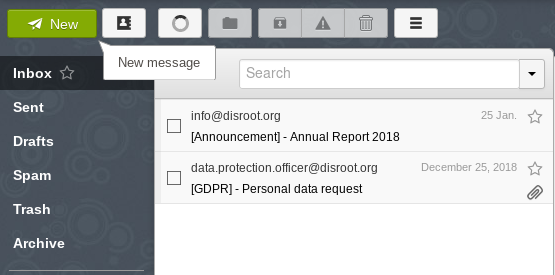 New
New message
Inbox
Sent
Drafts
Spam
Trash
Archive
Search
info@disroot.org
25 Jan.
[Announcement] - Annual Report 2018
data.protection.officer@disroot.org
December 25, 2018
[GDPR] - Personal data request